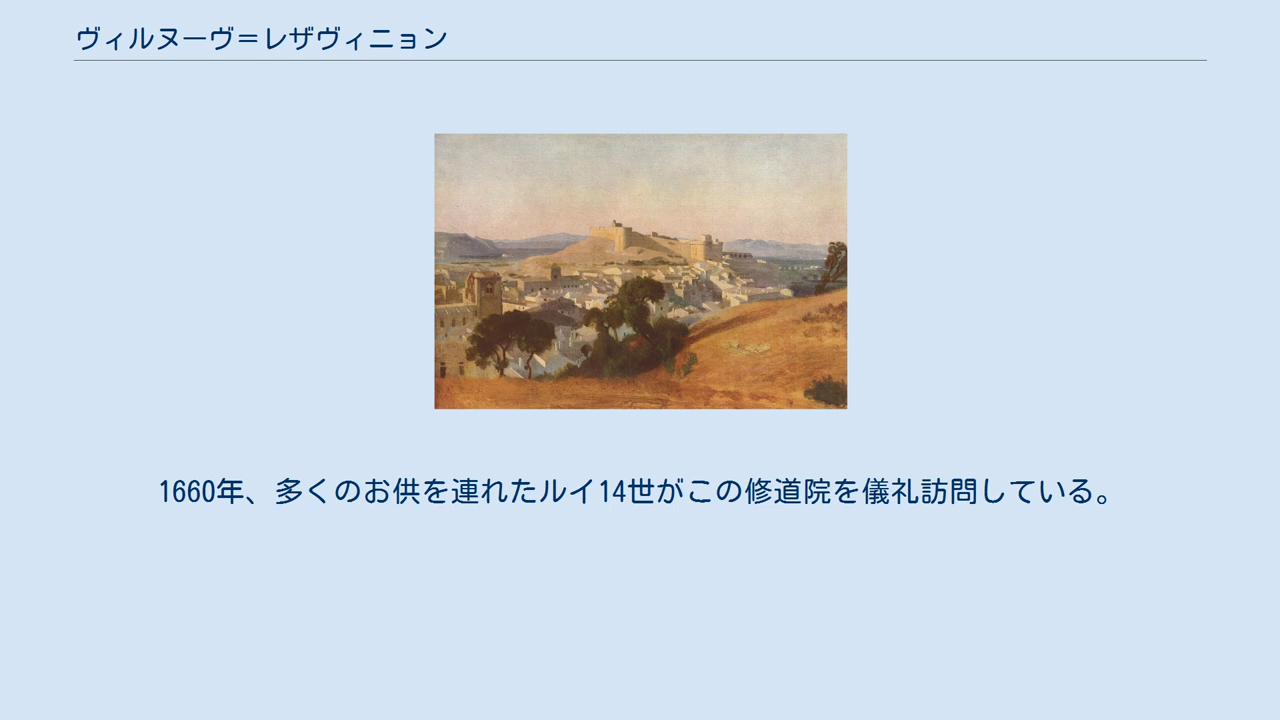 ヴィルヌーヴ＝レザヴィニョン
1660年、多くのお供を連れたルイ14世がこの修道院を儀礼訪問している。